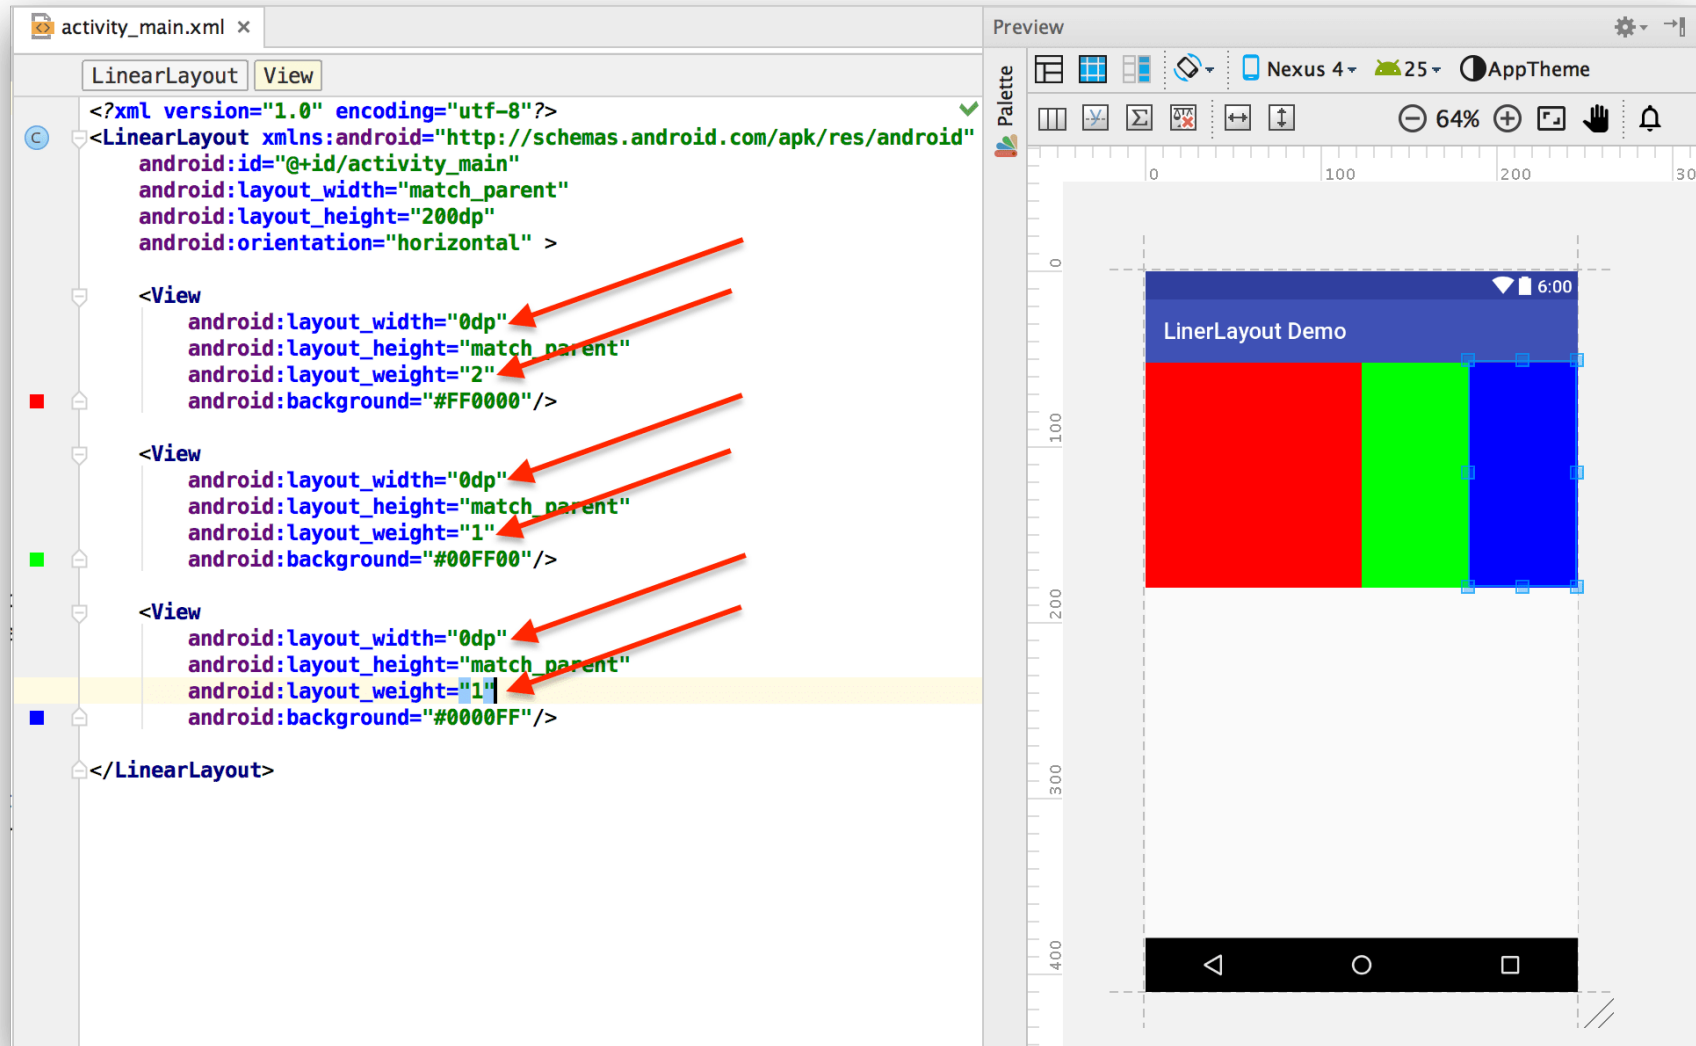 activity_main.xml
LinearLayout View
<?xml version="1.0" encoding="utf-8"?>
<LinearLayout xmlns:android="http://schemas.android.com/apk/res/android"
    android:id="@+id/activity_main"
    android:layout_width="match_parent"
    android:layout_height="200dp"
    android:orientation="horizontal" >
    <View
        android:layout_width="0dp"
        android:layout_height="match_parent"
        android:layout_weight="2"
        android:background="#FF0000"/>
    <View
        android:layout_width="0dp"
        android:layout_height="match_parent"
        android:layout_weight="1"
        android:background="#00FF00"/>
    <View
        android:layout_width="0dp"
        android:layout_height="match_parent"
        android:layout_weight="1"
        android:background="#0000FF"/>
</LinearLayout>
C
Preview
Palette
Nexus 4 25 AppTheme
64%
0 100 200 30
0
100
200
300
400
6:00
LinerLayout Demo